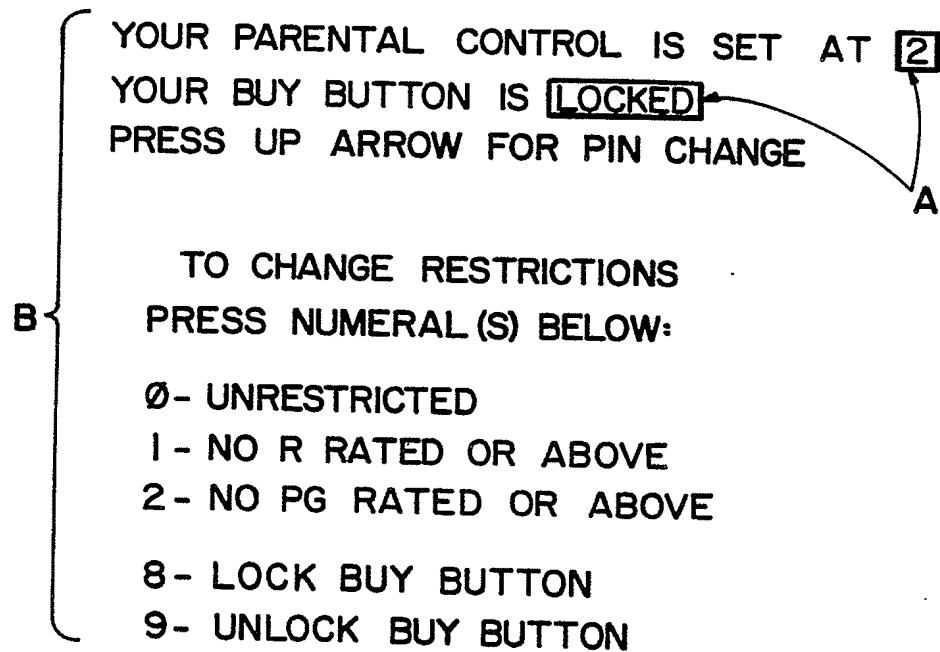 YOUR PARENTAL CONTROL IS SET AT 2
YOUR BUY BUTTON IS LOCKED
PRESS UP ARROW FOR PIN CHANGE
A
TO CHANGE RESTRICTIONS
B
PRESS NUMERAL(S) BELOW:
Ø- UNRESTRICTED
1- NO R RATED OR ABOVE
2- NO PG RATED OR ABOVE
8- LOCK BUY BUTTON
9- UNLOCK BUY BUTTON